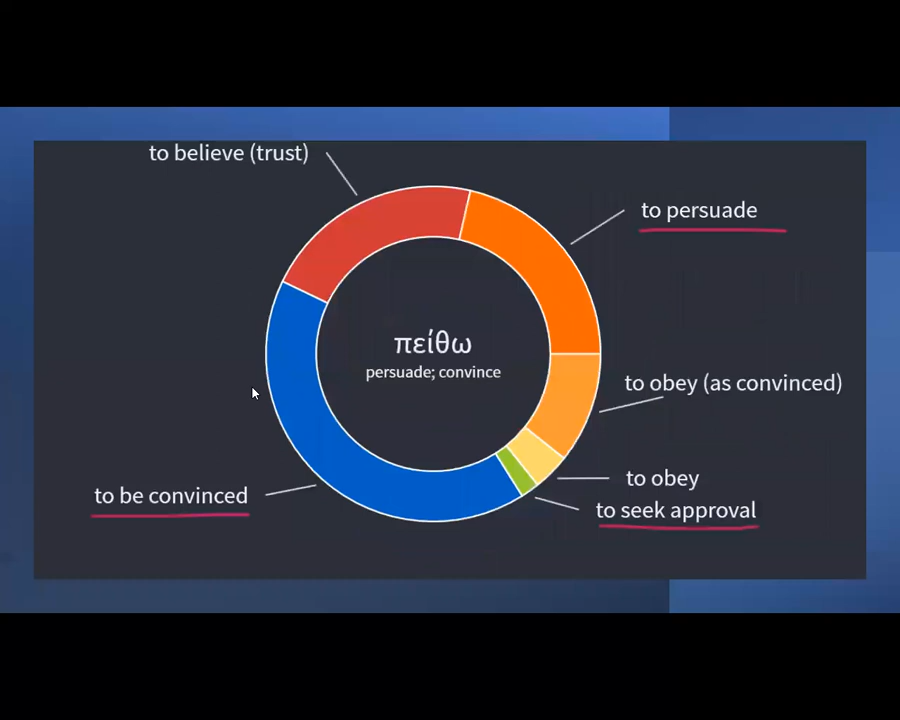 to believe (trust)
to persuade
πείθω
persuade; convince
to obey (as convinced)
to obey
to be convinced
to seek approval